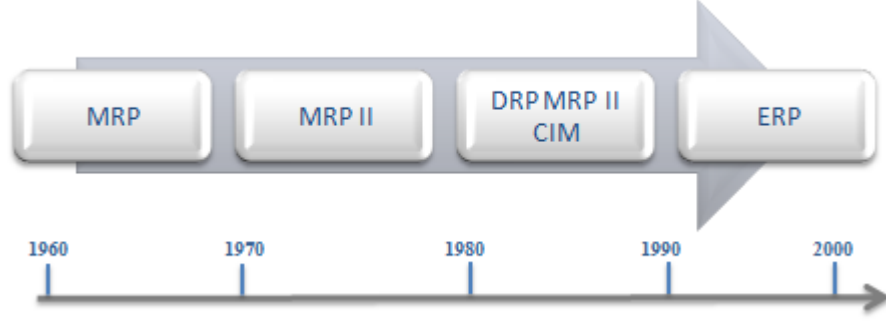 MRP
MRP II
DRP MRP II
CIM
ERP
1960
1970
1980
1990
2000